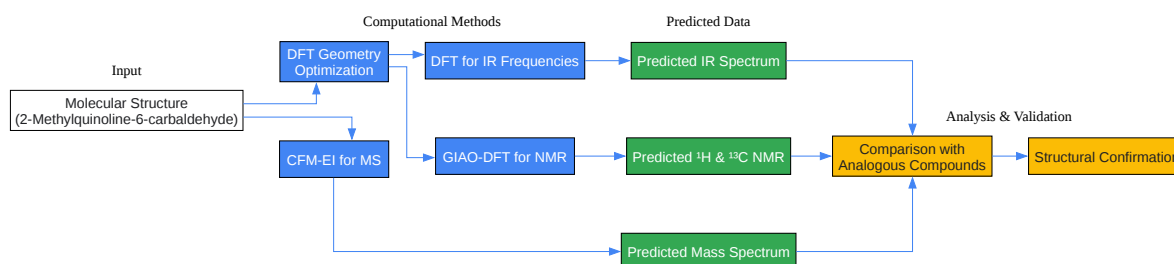 Computational Methods
Predicted Data
DFT Geometry
Optimization
DFT for IR Frequencies
Predicted IR Spectrum
Input
Molecular Structure
(2-Methylquinoline-6-carbaldehyde)
Analysis & Validation
CFM-EI for MS
GIAO-DFT for NMR
Predicted ¹H & ¹³C NMR
Comparison with
Analogous Compounds
Structural Confirmation
Predicted Mass Spectrum